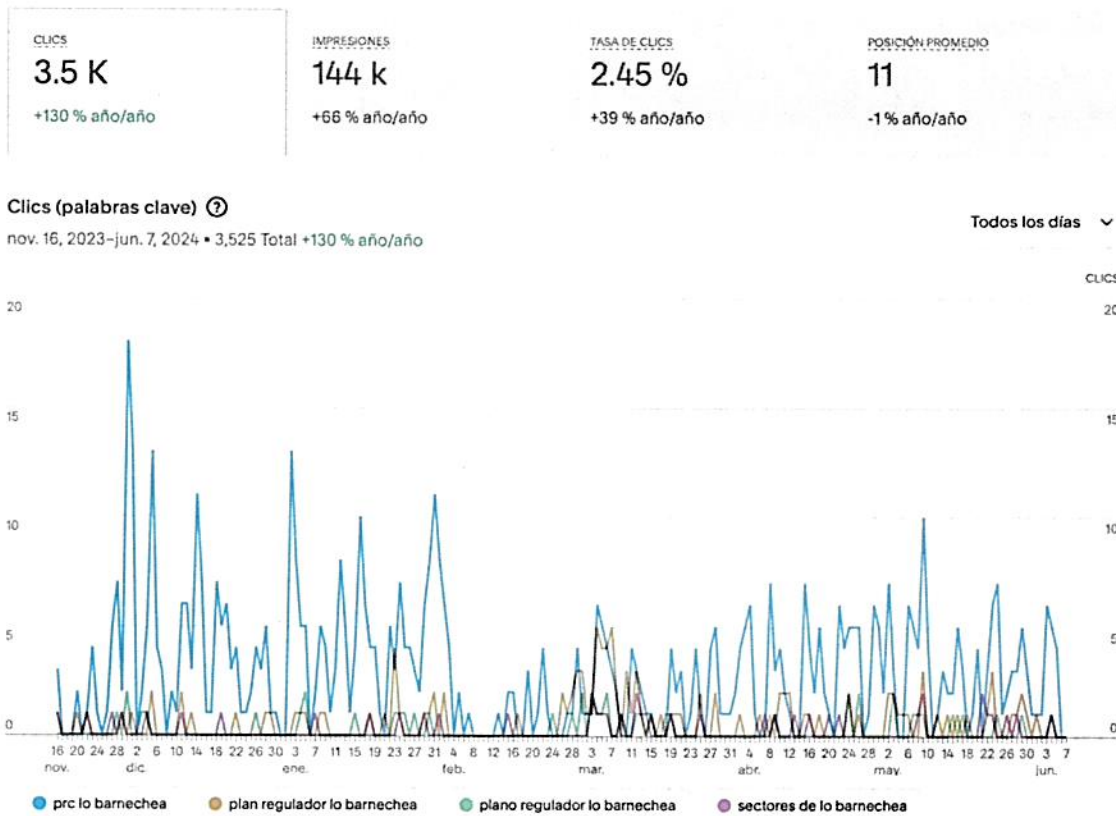 CLICS
3.5 K
+130 % año/año
IMPRESIONES
144 k
+66 % año/año
TASA DE CLICS
2.45 %
+39 % año/año
POSICIÓN PROMEDIO
11
-1 % año/año
Clics (palabras clave) ?
nov. 16, 2023–jun. 7, 2024 • 3,525 Total +130 % año/año
Todos los días
CLICS
20 20
15 15
10 10
5 5
0 0
16 20 24 28 2 6 10 14 18 22 26 30 3 7 11 15 19 23 27 31 4 8 12 16 20 24 28 3 7 11 15 19 23 27 31 4 8 12 16 20 24 28 2 6 10 14 18 22 26 30 3 7
nov. dic. ene. feb. mar. abr. may. jun.
prc lo barnechea plan regulador lo barnechea plano regulador lo barnechea sectores de lo barnechea